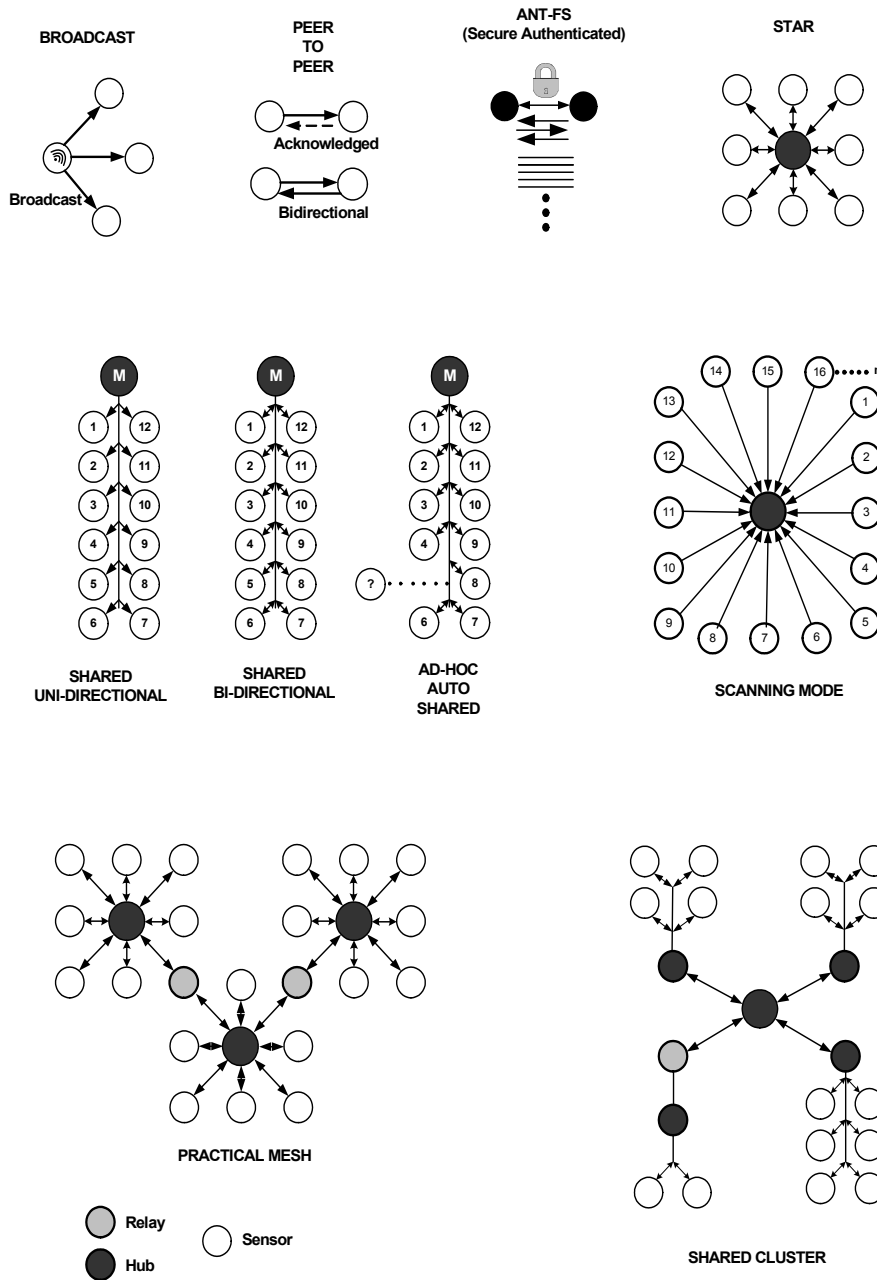 BROADCAST
PEER
TO
PEER
ANT-FS
(Secure Authenticated)
STAR
S
Acknowledged
Broadcast
Bidirectional
M
M
M
1 12
2 11
3 10
4 9
5 8
6 7
1 12
2 11
3 10
4 9
5 8
6 7
1 12
2 11
3 10
4 9
? 8
6 7
14 15 16
13 1
12 2
11 3
10 4
9 5
8 7 6
SHARED
UNI-DIRECTIONAL
SHARED
BI-DIRECTIONAL
AD-HOC
AUTO
SHARED
SCANNING MODE
PRACTICAL MESH
Relay
Hub
Sensor
SHARED CLUSTER